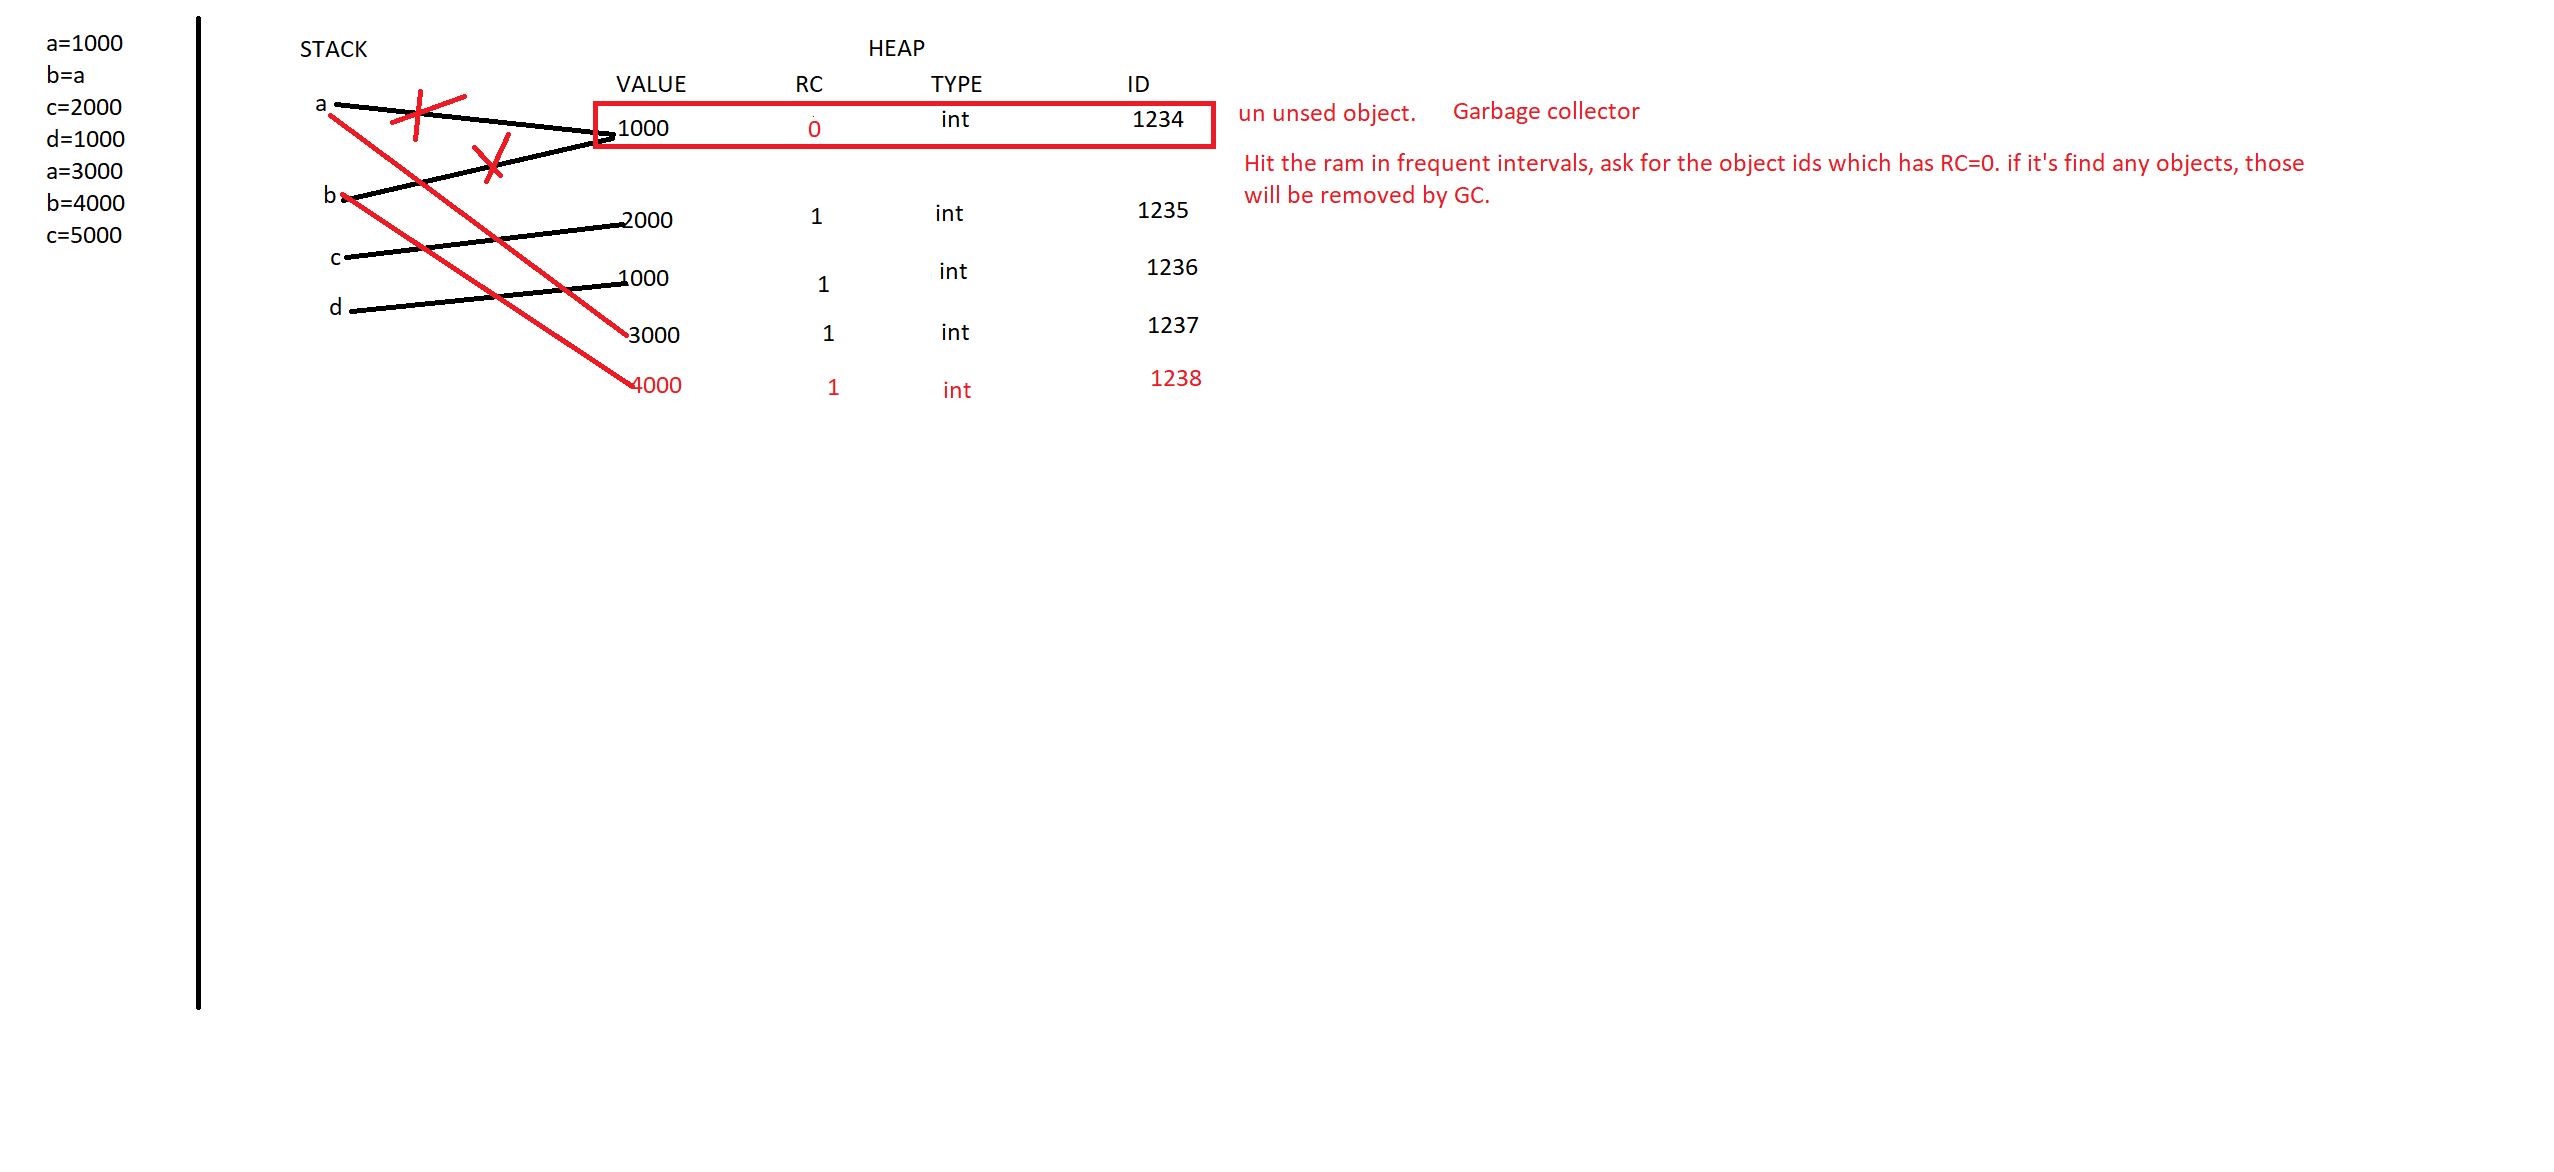 a=1000
b=a
c=2000
d=1000
a=3000
b=4000
c=5000
STACK
HEAP
VALUE RC TYPE ID
a
1000 0 int 1234
un unsed object. Garbage collector
Hit the ram in frequent intervals, ask for the object ids which has RC=0. if it's find any objects, those
will be removed by GC.
b
2000 1 int 1235
c
1000 1 int 1236
d
3000 1 int 1237
4000 1 int 1238